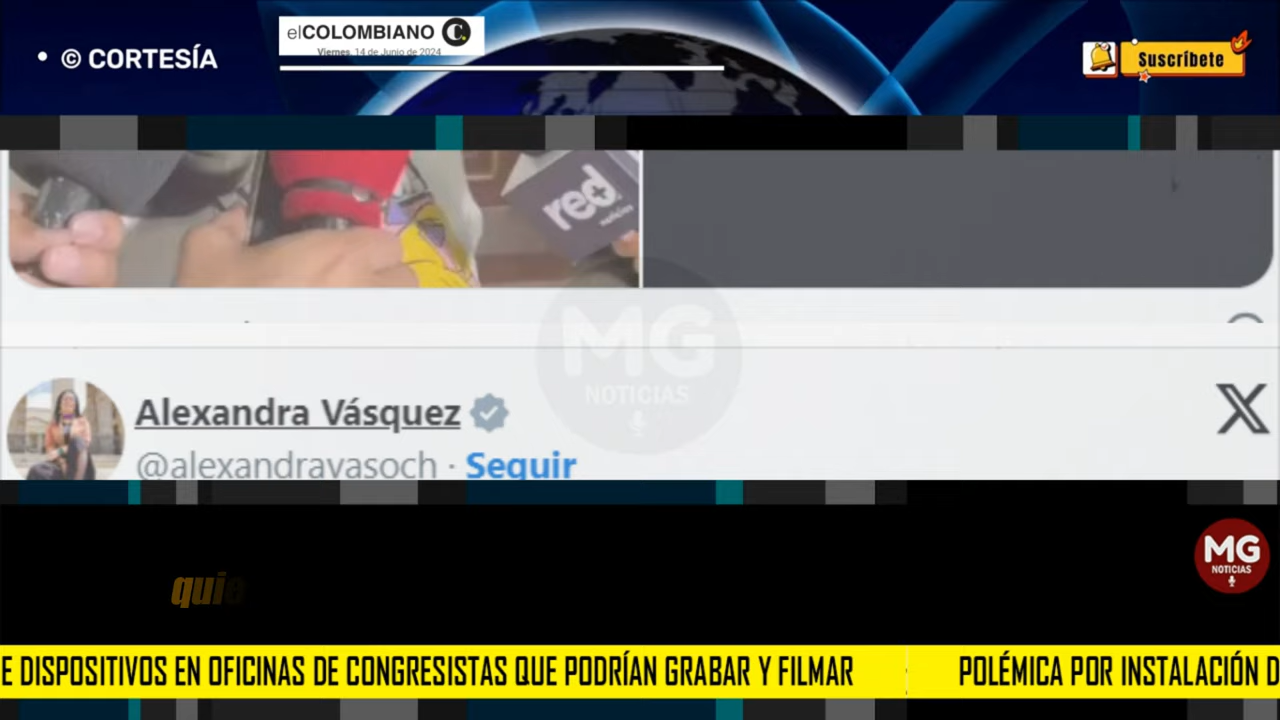 elCOLOMBIANO C
Viernes, 14 de Junio de 2024
• © CORTESÍA
Suscríbete
red+
noticias
MG
NOTICIAS
Alexandra Vásquez
X
@alexandravasoch · Seguir
MG
NOTICIAS
E DISPOSITIVOS EN OFICINAS DE CONGRESISTAS QUE PODRÍAN GRABAR Y FILMAR POLÉMICA POR INSTALACIÓN D